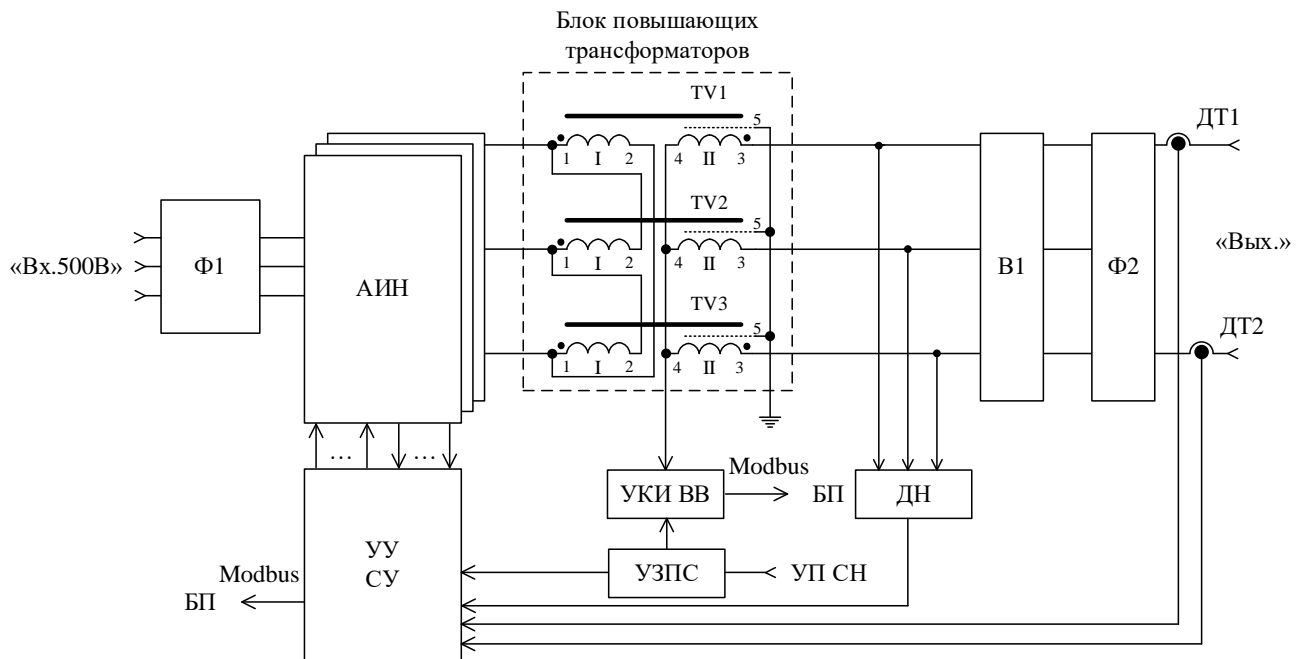 Блок повышающих
трансформаторов
TV1
5
ДТ1
1 I 2 4 II 3
TV2
5
«Вх.500В» Ф1 АИН 1 I 2 4 II 3 В1 Ф2 «Вых.»
TV3
5
ДТ2
1 I 2 4 II 3
... ...
Modbus
УКИ ВВ БП ДН
УУ
СУ
УЗПС УП СН
Modbus
БП